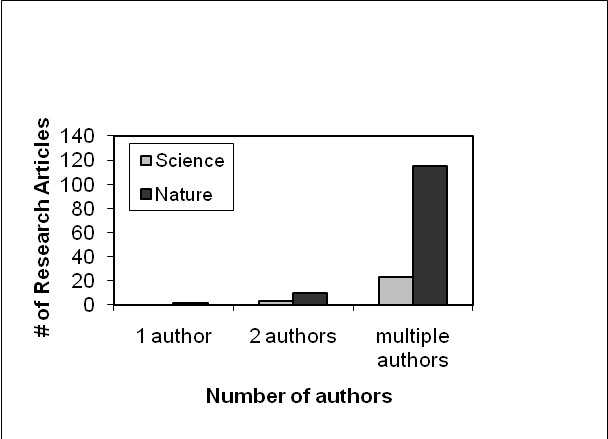 # of Research Articles
140
120
100
80
60
40
20
0
Science
Nature
1 author
2 authors
multiple
authors
Number of authors